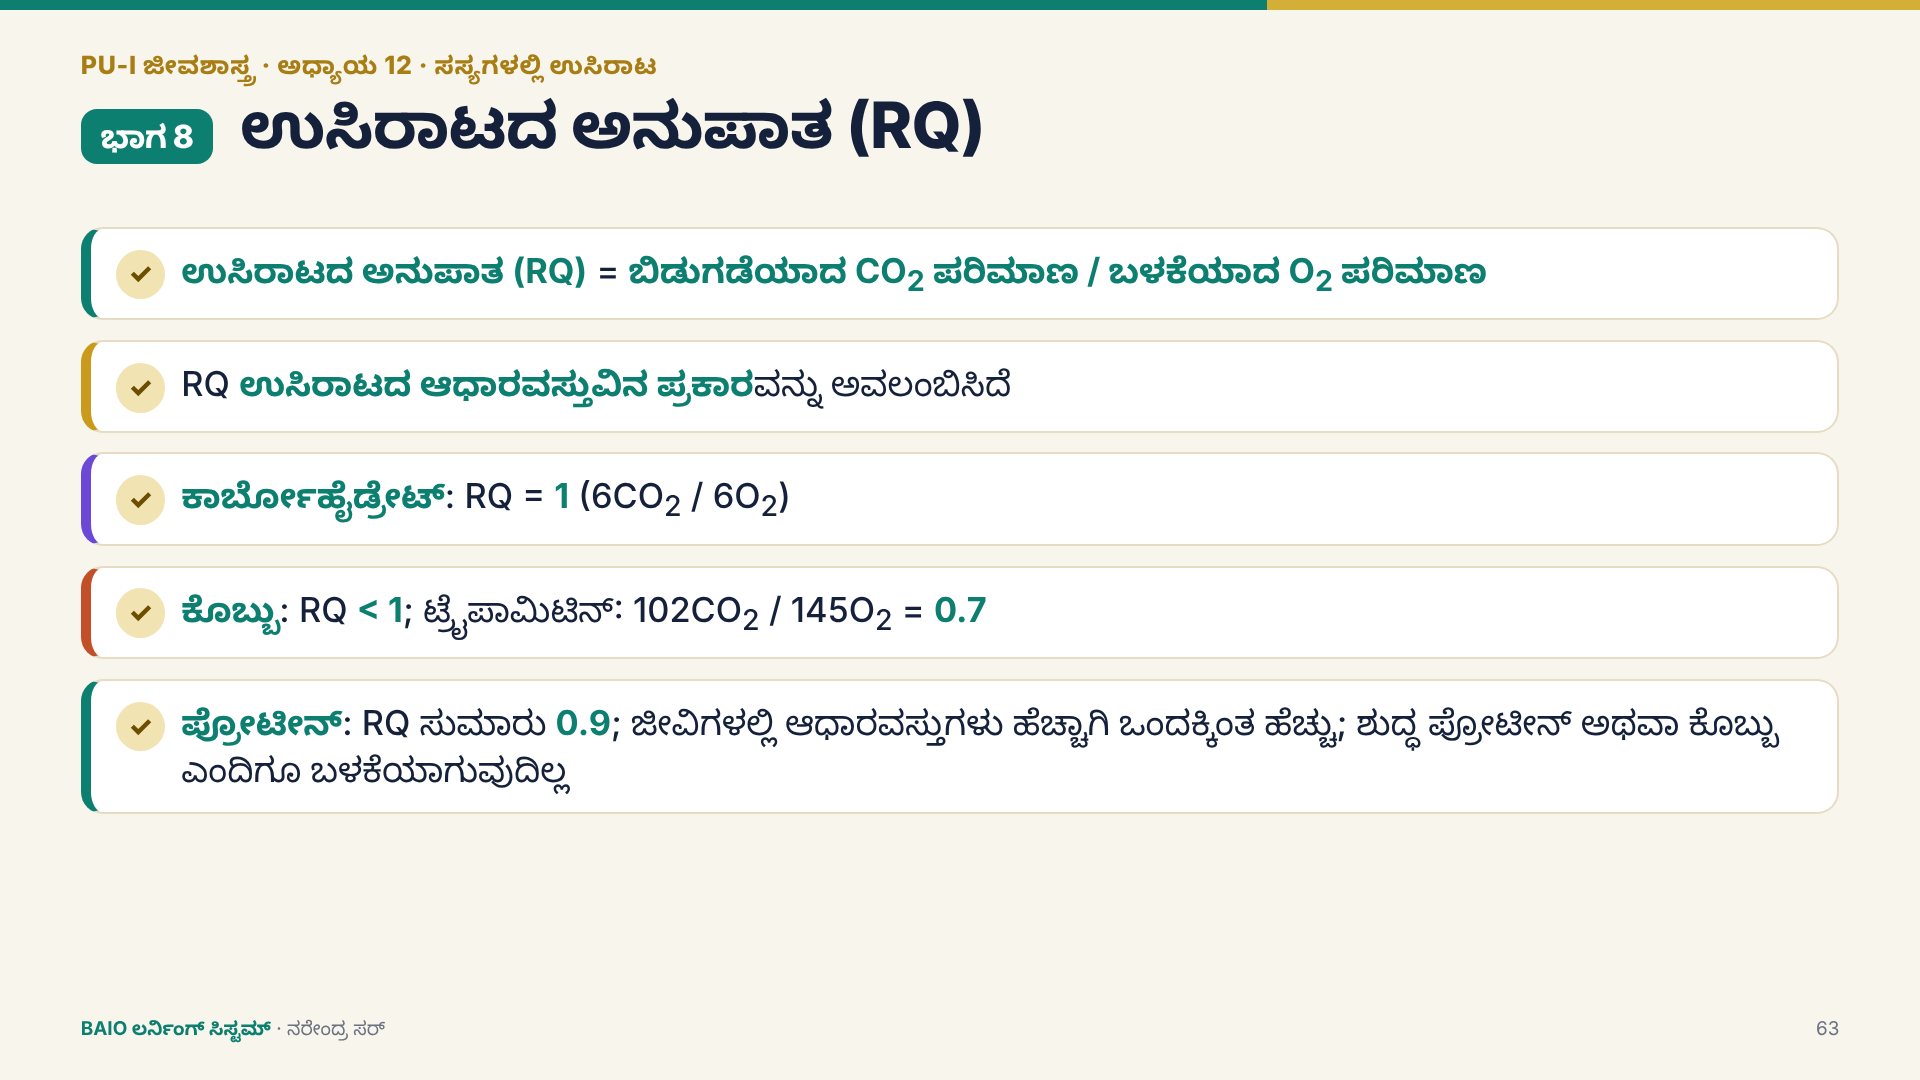 PU-I ಜೀವಶಾಸ್ತ್ರ · ಅಧ್ಯಾಯ 12 · ಸಸ್ಯಗಳಲ್ಲಿ ಉಸಿರಾಟ
ಭಾಗ 8 ಉಸಿರಾಟದ ಅನುಪಾತ (RQ)
ಉಸಿರಾಟದ ಅನುಪಾತ (RQ) = ಬಿಡುಗಡೆಯಾದ CO₂ ಪರಿಮಾಣ / ಬಳಕೆಯಾದ O₂ ಪರಿಮಾಣ
RQ ಉಸಿರಾಟದ ಆಧಾರವಸ್ತುವಿನ ಪ್ರಕಾರವನ್ನು ಅವಲಂಬಿಸಿದೆ
ಕಾರ್ಬೋಹೈಡ್ರೇಟ್: RQ = 1 (6CO₂ / 6O₂)
ಕೊಬ್ಬು: RQ < 1; ಟ್ರೈಪಾಮಿಟಿನ್: 102CO₂ / 145O₂ = 0.7
ಪ್ರೋಟೀನ್: RQ ಸುಮಾರು 0.9; ಜೀವಿಗಳಲ್ಲಿ ಆಧಾರವಸ್ತುಗಳು ಹೆಚ್ಚಾಗಿ ಒಂದಕ್ಕಿಂತ ಹೆಚ್ಚು; ಶುದ್ಧ ಪ್ರೋಟೀನ್ ಅಥವಾ ಕೊಬ್ಬು
ಎಂದಿಗೂ ಬಳಕೆಯಾಗುವುದಿಲ್ಲ
BAIO ಲರ್ನಿಂಗ್ ಸಿಸ್ಟಮ್ · ನರೇಂದ್ರ ಸರ್
63